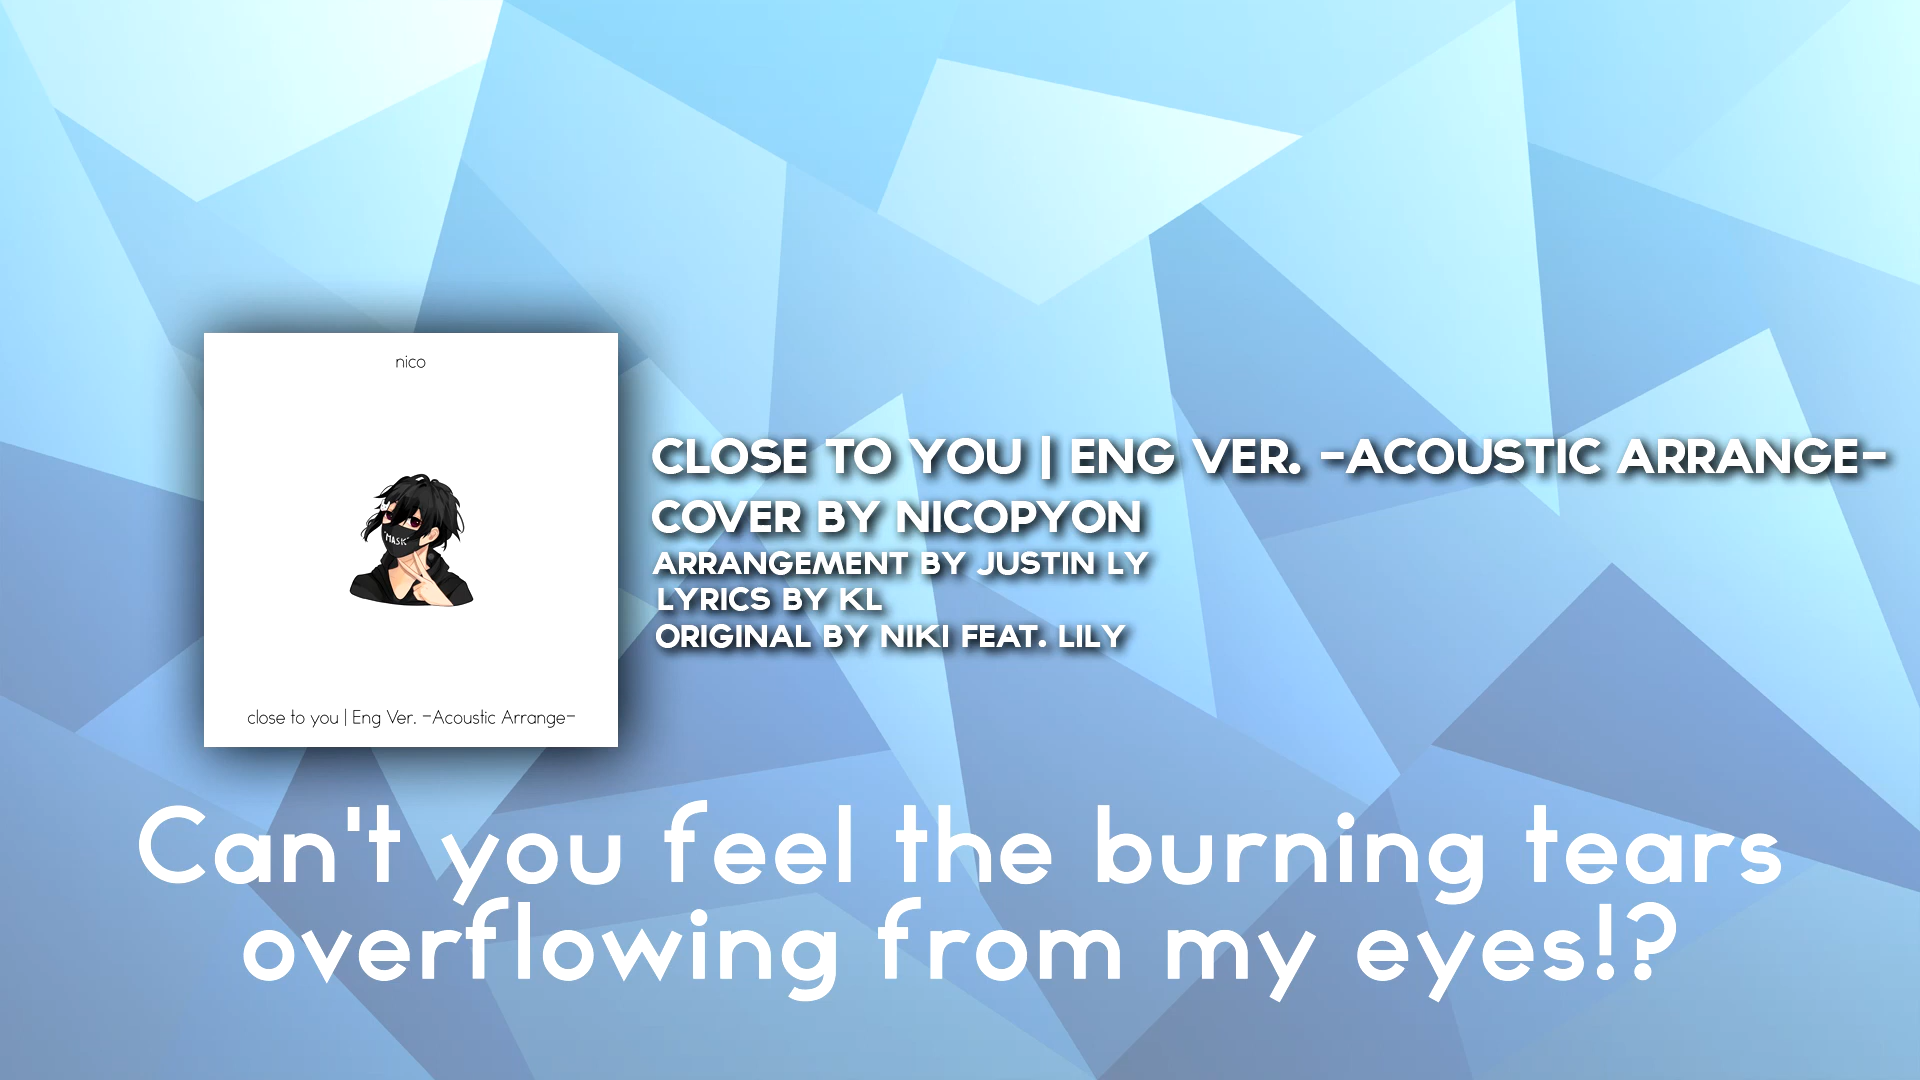 nico
MASK
close to you | Eng Ver. -Acoustic Arrange-
CLOSE TO YOU | ENG VER. -ACOUSTIC ARRANGE-
COVER BY NICOPYON
ARRANGEMENT BY JUSTIN LY
LYRICS BY KL
ORIGINAL BY NIKI FEAT. LILY
Can't you feel the burning tears
overflowing from my eyes!?